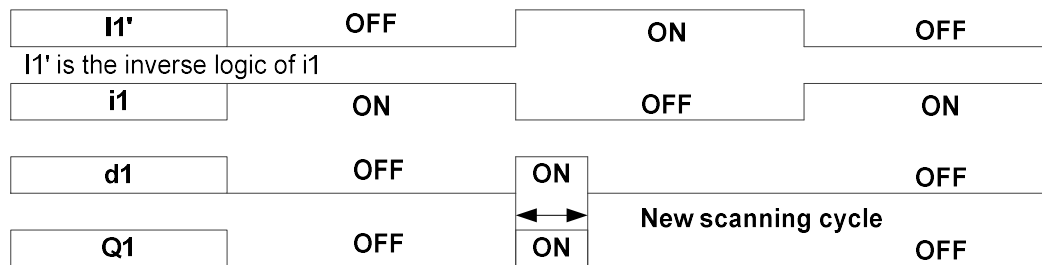 I1' OFF ON OFF
I1' is the inverse logic of i1
i1 ON OFF ON
d1 OFF ON OFF
New scanning cycle
Q1 OFF ON OFF